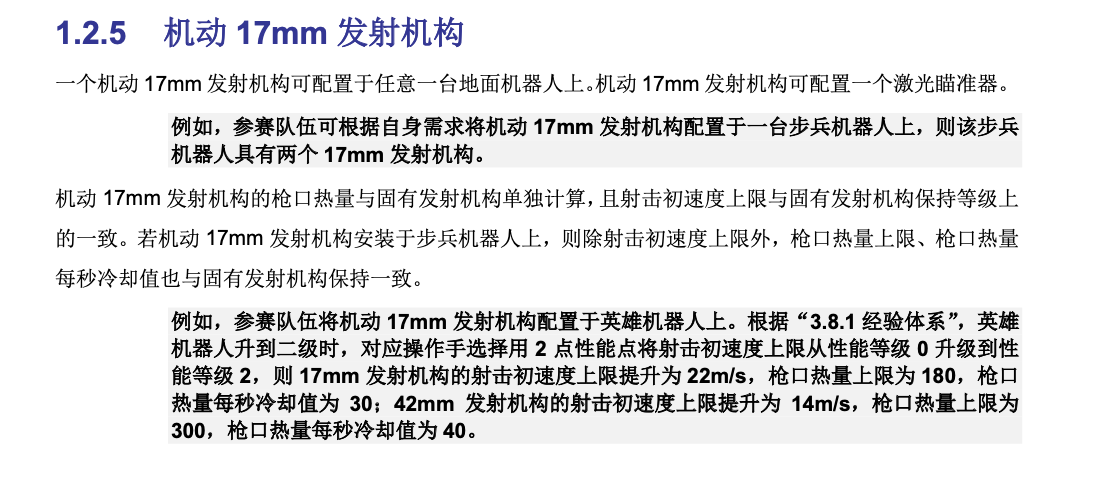 1.2.5 机动 17mm 发射机构
一个机动 17mm 发射机构可配置于任意一台地面机器人上。机动 17mm 发射机构可配置一个激光瞄准器。
例如，参赛队伍可根据自身需求将机动 17mm 发射机构配置于一台步兵机器人上，则该步兵
机器人具有两个 17mm 发射机构。
机动 17mm 发射机构的枪口热量与固有发射机构单独计算，且射击初速度上限与固有发射机构保持等级上
的一致。若机动 17mm 发射机构安装于步兵机器人上，则除射击初速度上限外，枪口热量上限、枪口热量
每秒冷却值也与固有发射机构保持一致。
例如，参赛队伍将机动 17mm 发射机构配置于英雄机器人上。根据“3.8.1 经验体系”，英雄
机器人升到二级时，对应操作手选择用 2 点性能点将射击初速度上限从性能等级 0 升级到性
能等级 2，则 17mm 发射机构的射击初速度上限提升为 22m/s，枪口热量上限为 180，枪口
热量每秒冷却值为 30；42mm 发射机构的射击初速度上限提升为 14m/s，枪口热量上限为
300，枪口热量每秒冷却值为 40。